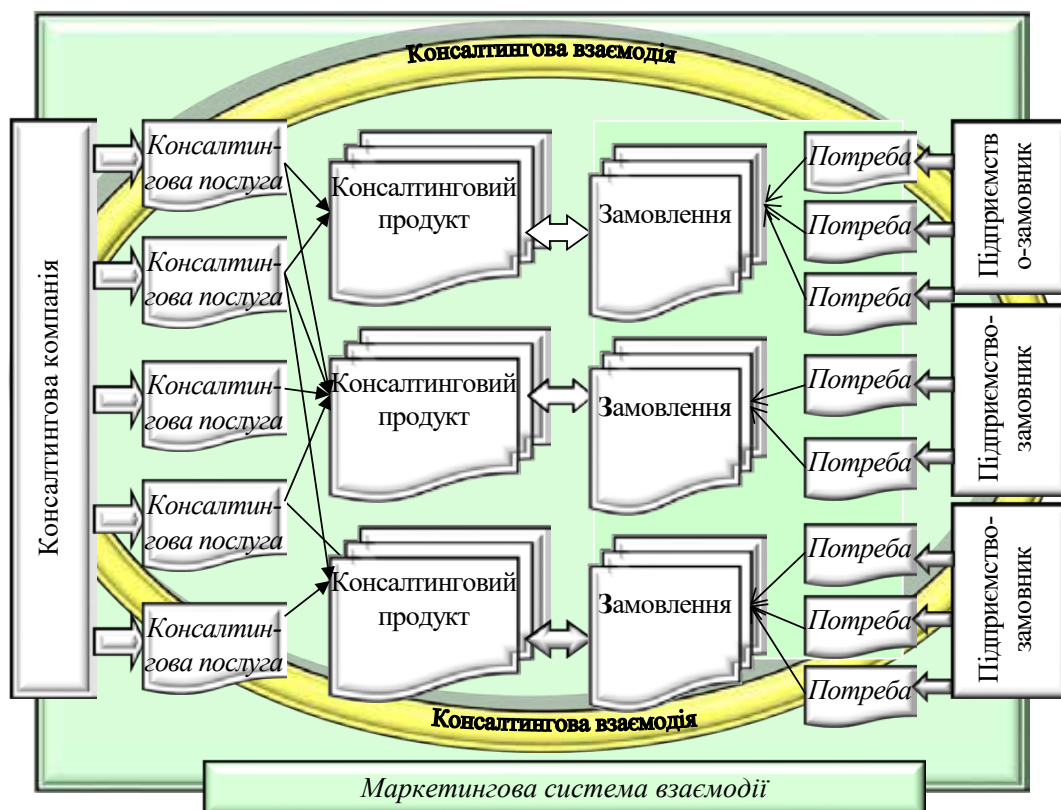 Консалтингова взаємодія
Консалтингова компанія
Консалтин-
гова послуга
Консалтин-
гова послуга
Консалтин-
гова послуга
Консалтин-
гова послуга
Консалтин-
гова послуга
Консалтинговий
продукт
Консалтинговий
продукт
Консалтинговий
продукт
Замовлення
Замовлення
Замовлення
Потреба
Потреба
Потреба
Потреба
Потреба
Потреба
Потреба
Потреба
Підприємств
о-замовник
Підприємство-
замовник
Підприємство-
замовник
Консалтингова взаємодія
Маркетингова система взаємодії